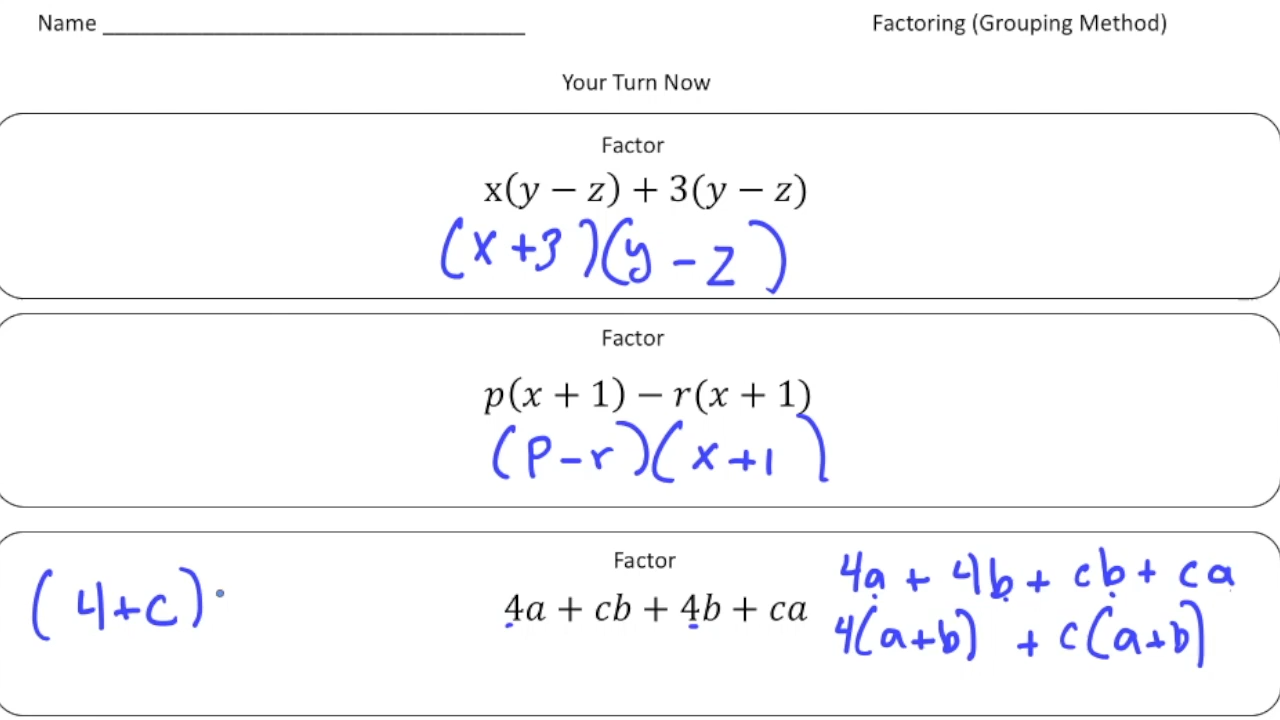 Name ___________________________________ Factoring (Grouping Method)
Your Turn Now
Factor
x(y − z) + 3(y − z)
(x+3)(y-z)
Factor
p(x + 1) − r(x + 1)
(p-r)(x+1)
Factor
4a + cb + 4b + ca
(4+c)
4a + 4b + cb + ca
4(a+b) + c(a+b)